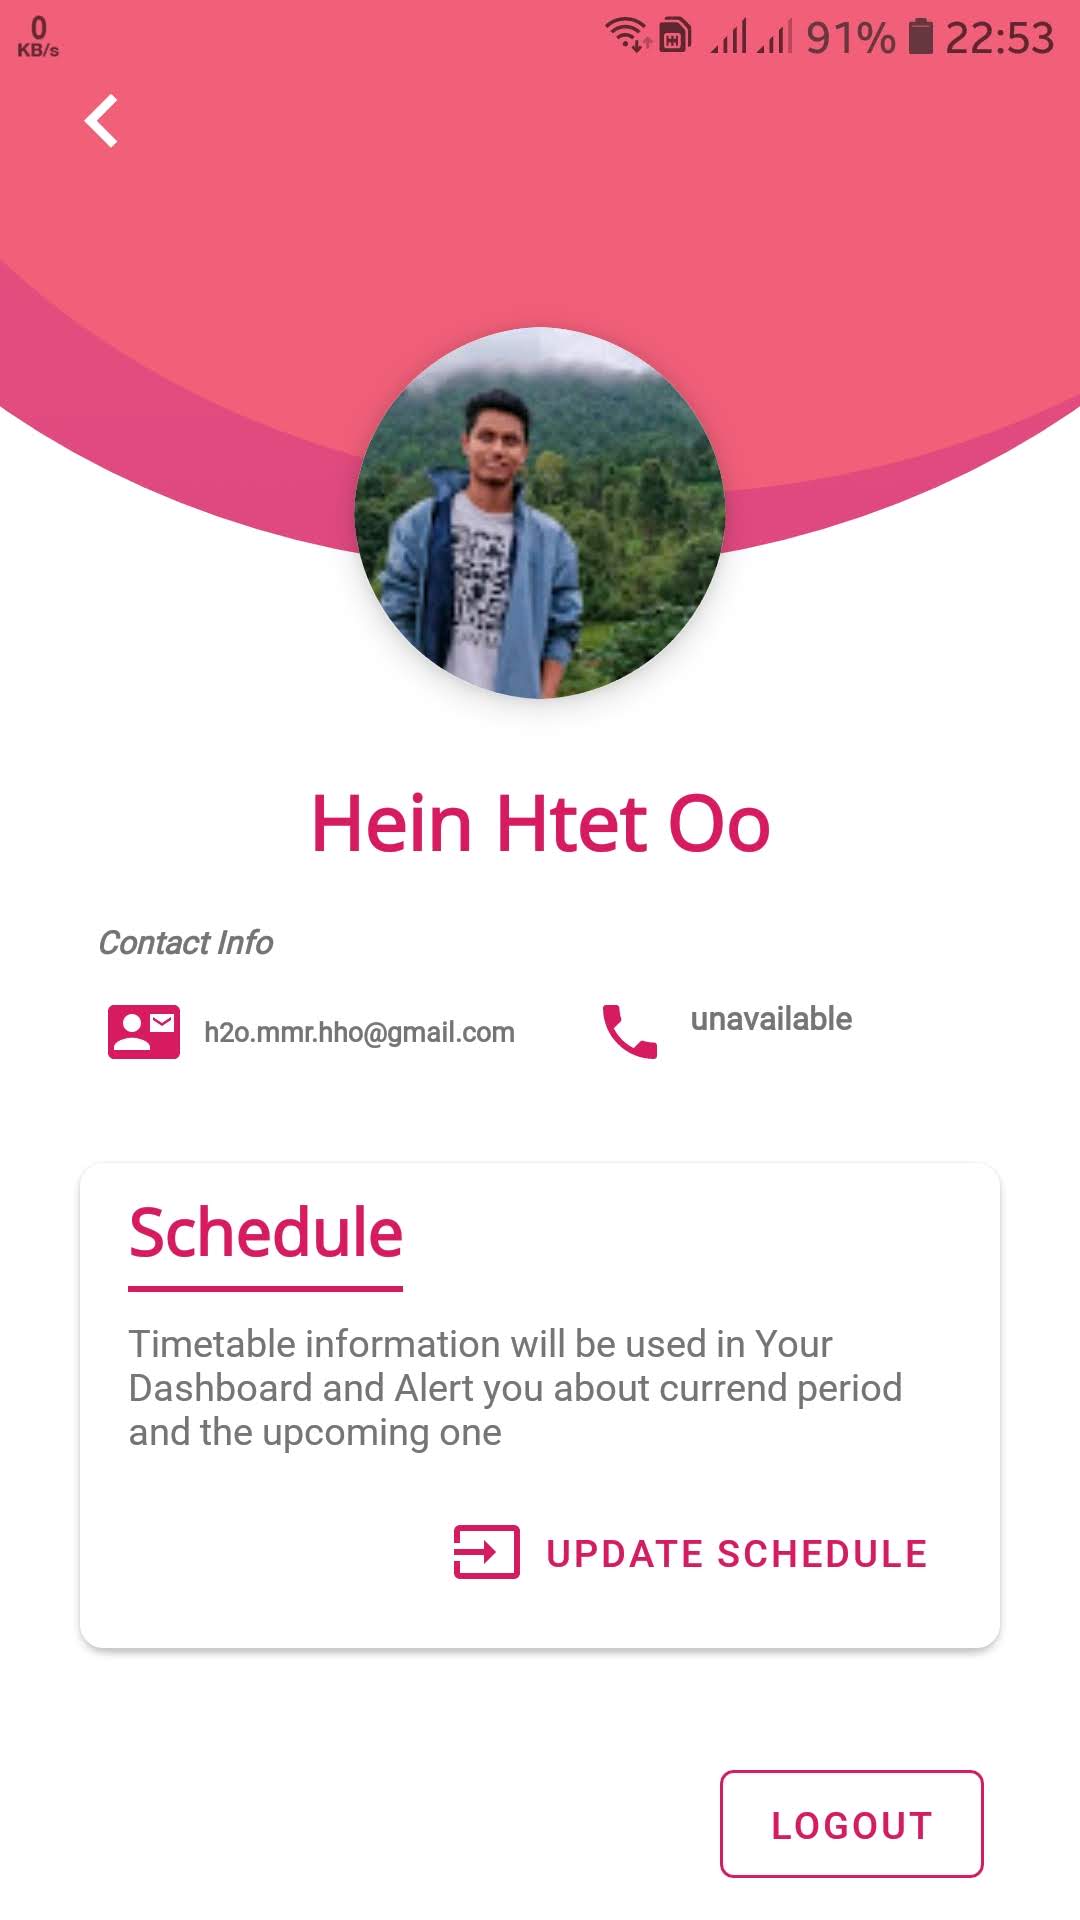 0
KB/s
91%
22:53
Hein Htet Oo
Contact Info
h2o.mmr.hho@gmail.com
unavailable
Schedule
Timetable information will be used in Your
Dashboard and Alert you about currend period
and the upcoming one
UPDATE SCHEDULE
LOGOUT